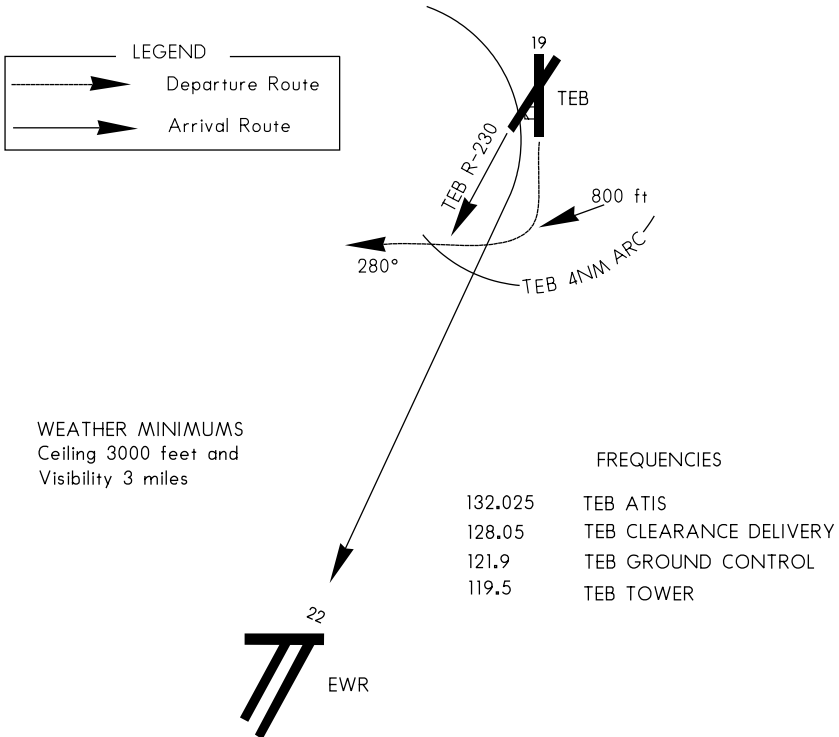 LEGEND
Departure Route
Arrival Route
19
TEB
TEB R-230
800 ft
280°
TEB 4NM ARC
WEATHER MINIMUMS
Ceiling 3000 feet and
Visibility 3 miles
FREQUENCIES
132.025 TEB ATIS
128.05 TEB CLEARANCE DELIVERY
121.9 TEB GROUND CONTROL
119.5 TEB TOWER
22
EWR